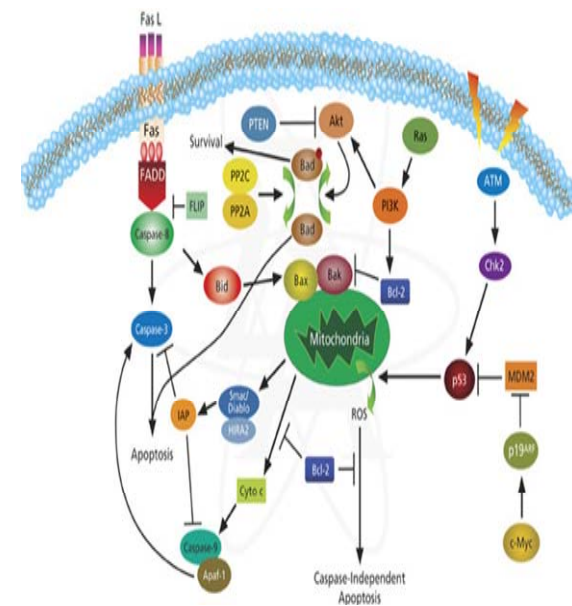 Fas L
Fas
FADD
Caspase-8
FLIP
Survival
PTEN
Akt
Bad
PP2C
PP2A
Bad
Ras
PI3K
ATM
Chk2
Bid
Bax
Bak
Bcl-2
Caspase-3
Mitochondria
p53
MDM2
Smac/
Diablo
HtRA2
IAP
ROS
Apoptosis
Bcl-2
p19ARF
Cyto c
c-Myc
Caspase-9
Apaf-1
Caspase-Independent
Apoptosis